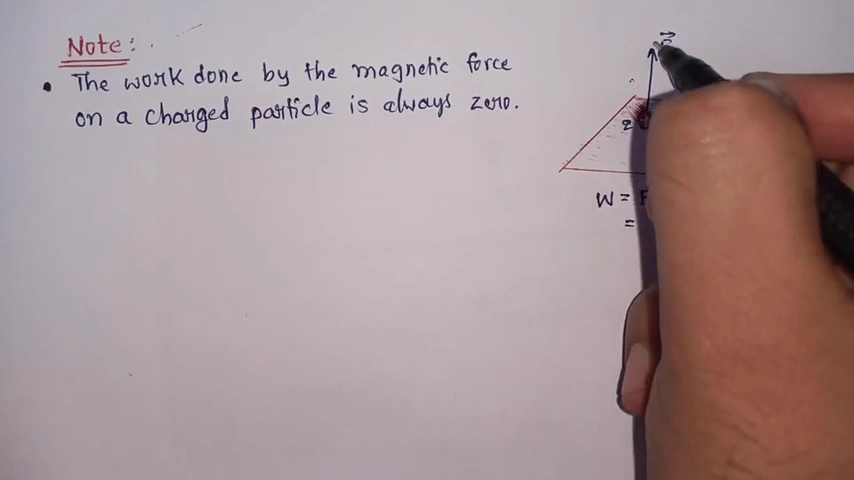 Note:
• The work done by the magnetic force
on a charged particle is always zero.
W = F
=